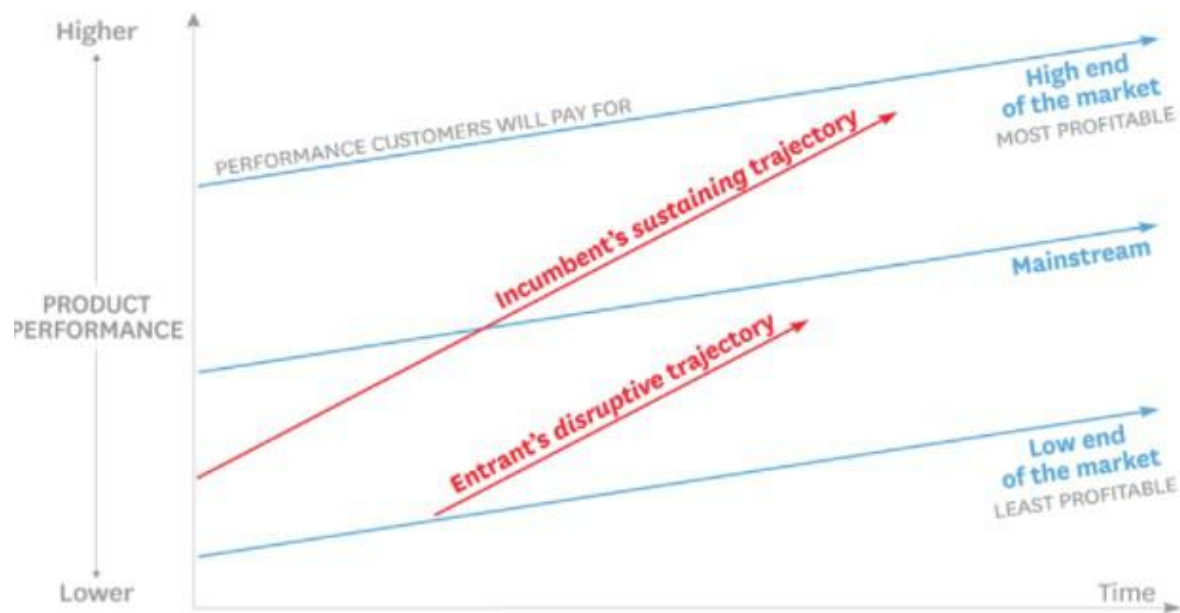 Higher
PERFORMANCE CUSTOMERS WILL PAY FOR
High end
of the market
MOST PROFITABLE
Incumbent's sustaining trajectory
Mainstream
PRODUCT
PERFORMANCE
Entrant's disruptive trajectory
Low end
of the market
LEAST PROFITABLE
Lower
Time